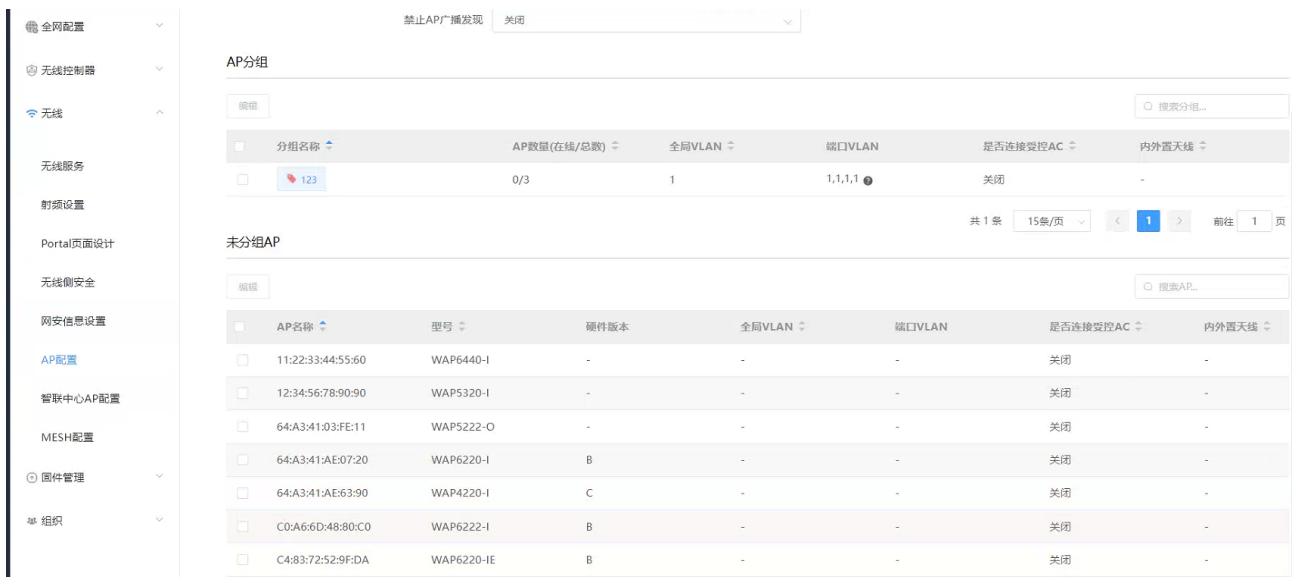 全网配置
无线控制器
无线
无线服务
射频设置
Portal页面设计
无线侧安全
网安信息设置
AP配置
智联中心AP配置
MESH配置
固件管理
组织
禁止AP广播发现 关闭
AP分组
编辑 搜索分组...
分组名称 AP数量(在线/总数) 全局VLAN 端口VLAN 是否连接受控AC 内外置天线
123 0/3 1 1,1,1,1 关闭 -
共 1 条 15条/页 < 1 > 前往 1 页
未分组AP
编辑 搜索AP...
AP名称 型号 硬件版本 全局VLAN 端口VLAN 是否连接受控AC 内外置天线
11:22:33:44:55:60 WAP6440-I - - - 关闭 -
12:34:56:78:90:90 WAP5320-I - - - 关闭 -
64:A3:41:03:FE:11 WAP5222-O - - - 关闭 -
64:A3:41:AE:07:20 WAP6220-I B - - 关闭 -
64:A3:41:AE:63:90 WAP4220-I C - - 关闭 -
C0:A6:6D:48:80:C0 WAP6222-I B - - 关闭 -
C4:83:72:52:9F:DA WAP6220-IE B - - 关闭 -